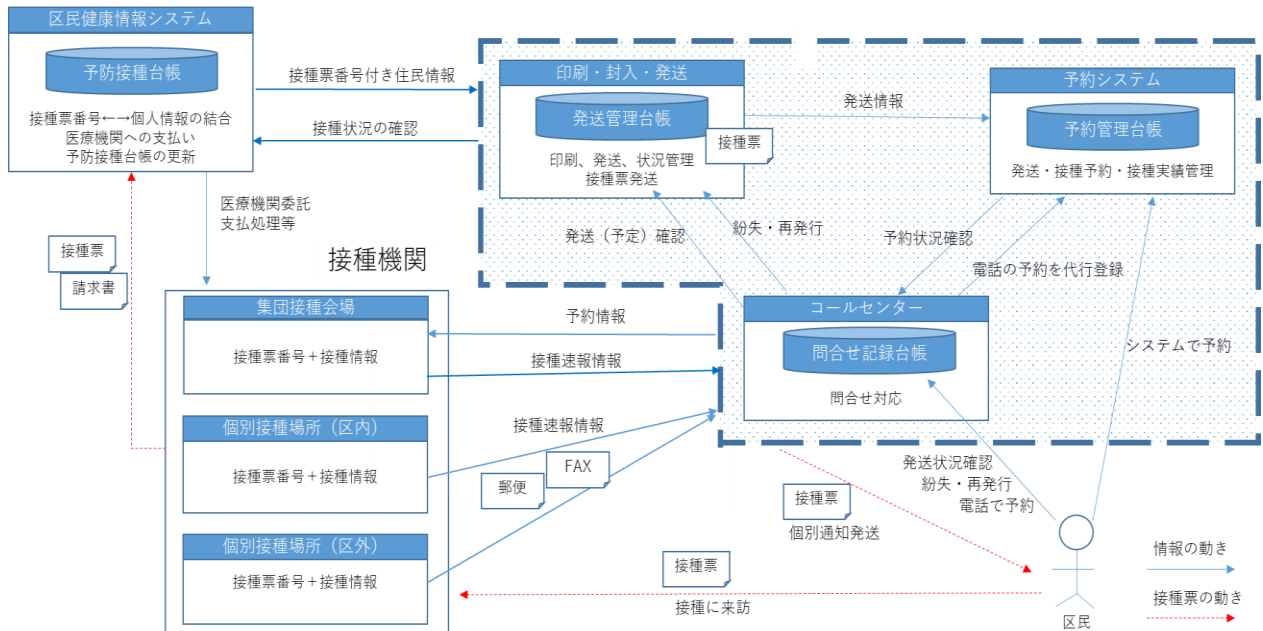 区民健康情報システム
予防接種台帳
接種票番号←→個人情報の結合
医療機関への支払い
予防接種台帳の更新
接種票番号付き住民情報
接種状況の確認
印刷・封入・発送
発送管理台帳
接種票
印刷、発送、状況管理
接種票発送
発送情報
予約システム
予約管理台帳
発送・接種予約・接種実績管理
医療機関委託
支払処理等
接種票
請求書
接種機関
発送（予定）確認
紛失・再発行
予約状況確認
電話の予約を代行登録
集団接種会場
接種票番号＋接種情報
予約情報
接種速報情報
コールセンター
問合せ記録台帳
問合せ対応
システムで予約
個別接種場所（区内）
接種票番号＋接種情報
接種速報情報
郵便
FAX
発送状況確認
紛失・再発行
電話で予約
接種票
個別通知発送
個別接種場所（区外）
接種票番号＋接種情報
接種票
接種に来訪
区民
情報の動き
接種票の動き